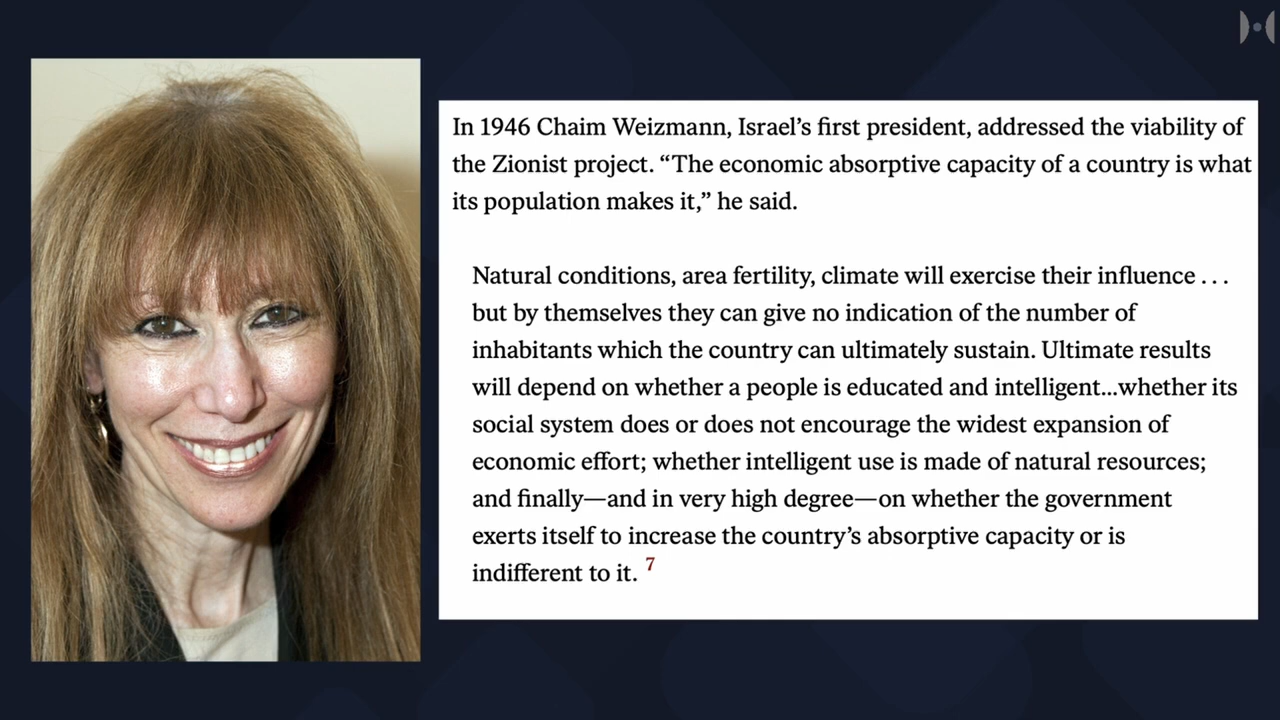 In 1946 Chaim Weizmann, Israel’s first president, addressed the viability of
the Zionist project. “The economic absorptive capacity of a country is what
its population makes it,” he said.
Natural conditions, area fertility, climate will exercise their influence . . .
but by themselves they can give no indication of the number of
inhabitants which the country can ultimately sustain. Ultimate results
will depend on whether a people is educated and intelligent...whether its
social system does or does not encourage the widest expansion of
economic effort; whether intelligent use is made of natural resources;
and finally—and in very high degree—on whether the government
exerts itself to increase the country’s absorptive capacity or is
indifferent to it. 7